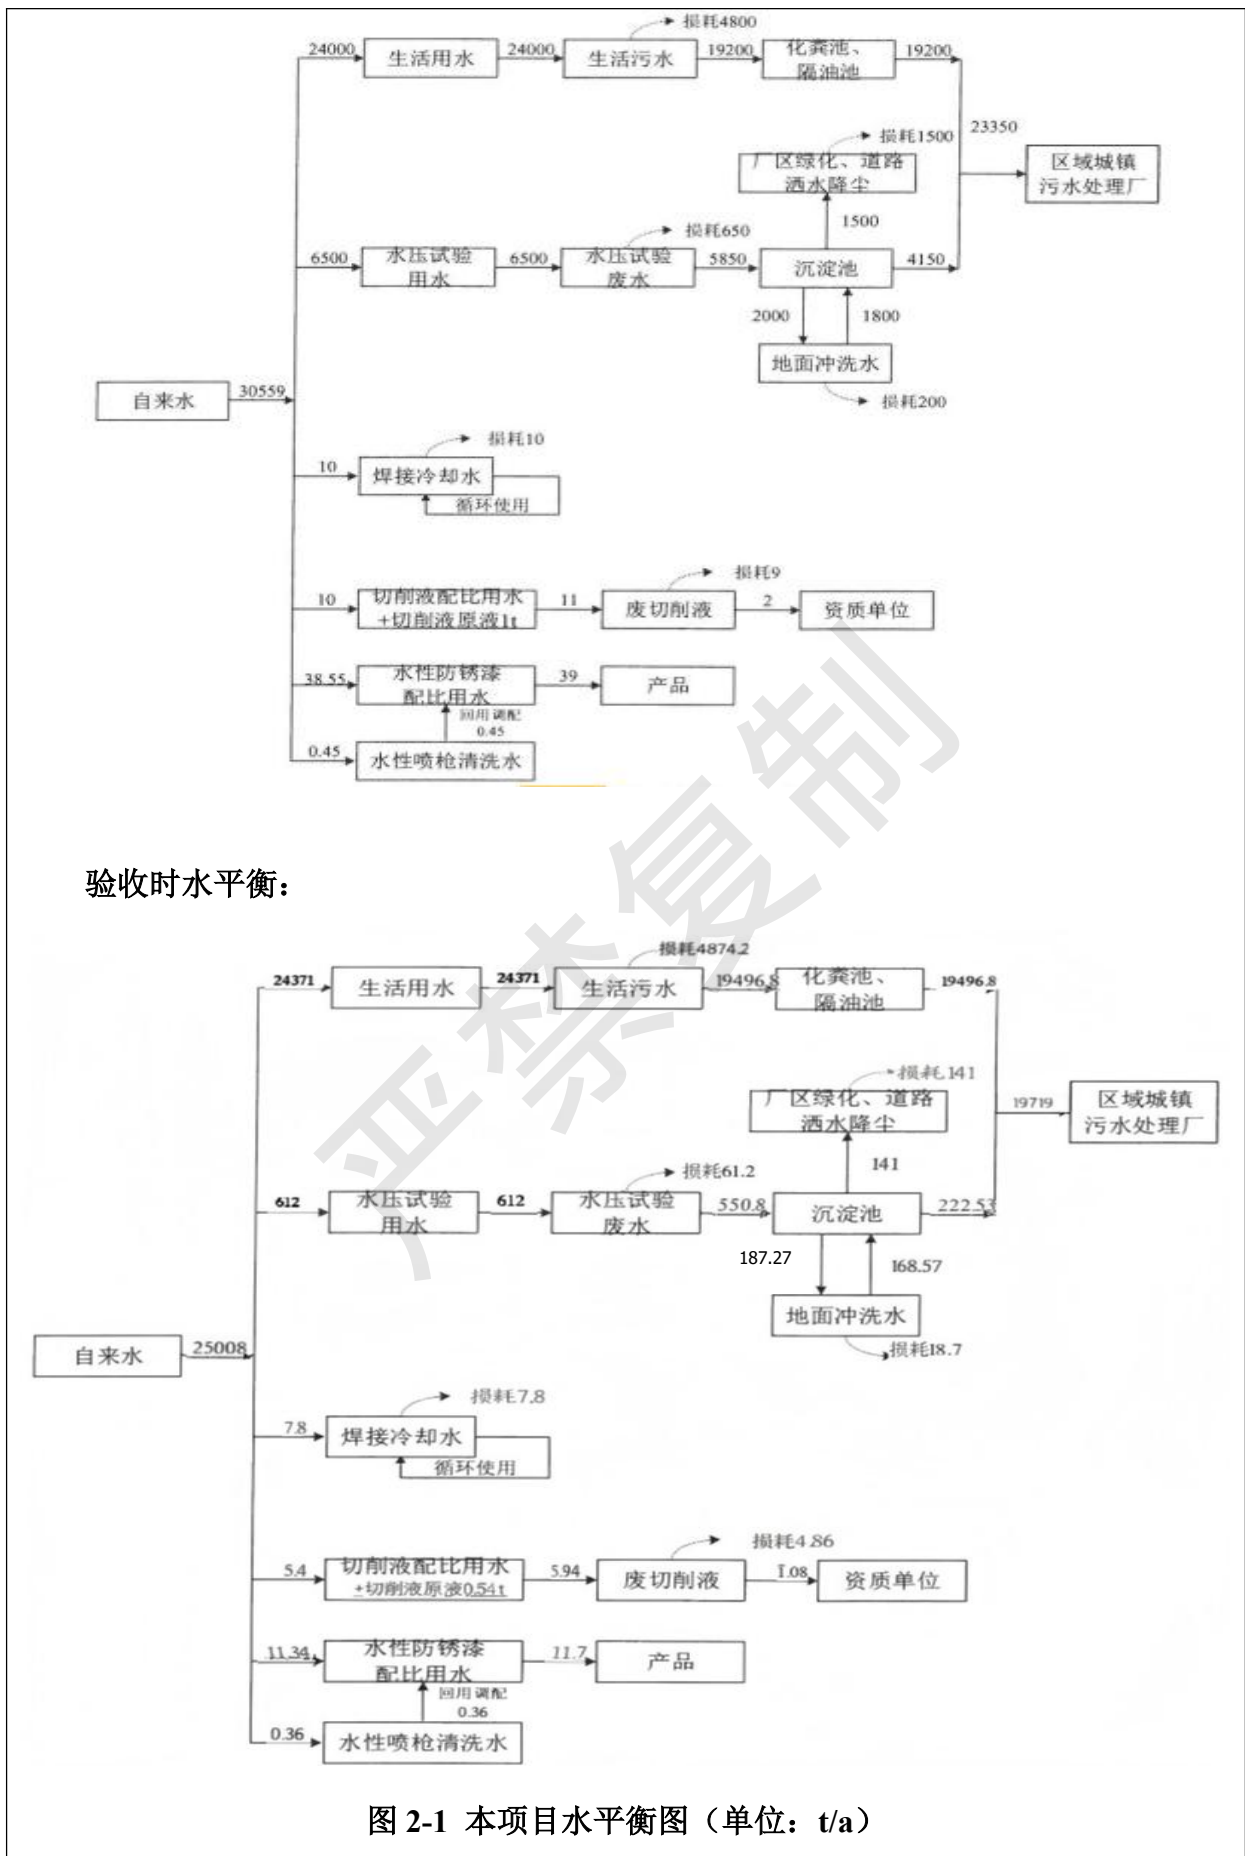 损耗4800
24000
生活用水
24000
生活污水
19200
化粪池、
隔油池
19200
23350
区域城镇
污水处理厂
损耗1500
厂区绿化、道路
洒水降尘
1500
损耗650
6500
水压试验
用水
6500
水压试验
废水
5850
沉淀池
4150
2000
1800
地面冲洗水
损耗200
自来水
30559
损耗10
10
焊接冷却水
循环使用
损耗9
10
切削液配比用水
+切削液原液1t
11
废切削液
2
资质单位
38.55
水性防锈漆
配比用水
39
产品
回用调配
0.45
0.45
水性喷枪清洗水
验收时水平衡：
损耗4874.2
24371
生活用水
24371
生活污水
19496.8
化粪池、
隔油池
19496.8
19719
区域城镇
污水处理厂
损耗141
厂区绿化、道路
洒水降尘
141
损耗61.2
612
水压试验
用水
612
水压试验
废水
550.8
沉淀池
222.53
187.27
168.57
地面冲洗水
损耗18.7
自来水
25008
损耗7.8
7.8
焊接冷却水
循环使用
损耗4.86
5.4
切削液配比用水
+切削液原液0.54t
5.94
废切削液
1.08
资质单位
11.34
水性防锈漆
配比用水
11.7
产品
回用调配
0.36
0.36
水性喷枪清洗水
图 2-1 本项目水平衡图（单位：t/a）
严禁复制